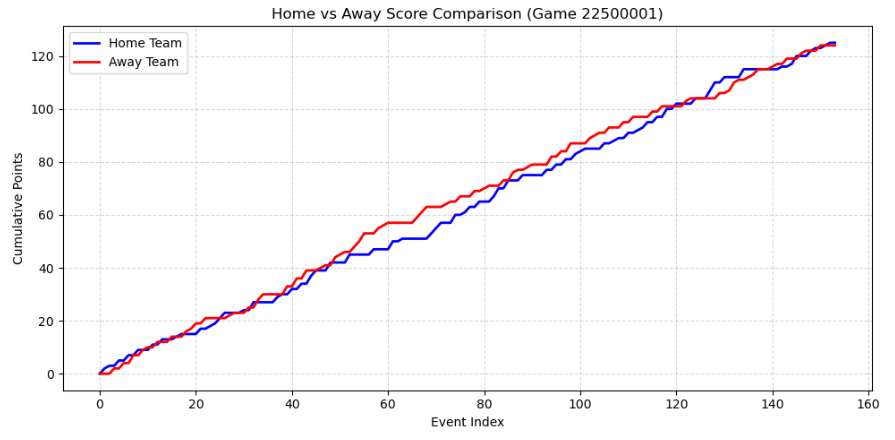 Home vs Away Score Comparison (Game 22500001)
Home Team
Away Team
Cumulative Points
120
100
80
60
40
20
0
0 20 40 60 80 100 120 140 160
Event Index